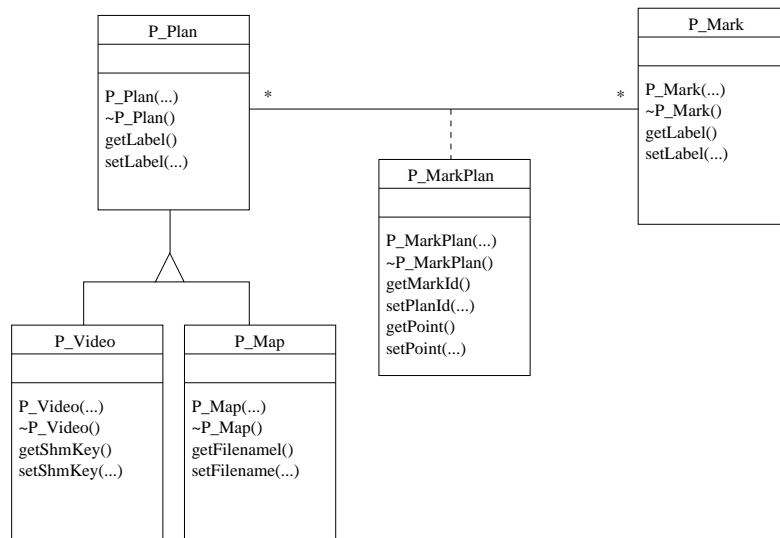 P_Plan
P_Plan(...)
~P_Plan()
getLabel()
setLabel(...)
*
*
P_Mark
P_Mark(...)
~P_Mark()
getLabel()
setLabel(...)
P_MarkPlan
P_MarkPlan(...)
~P_MarkPlan()
getMarkId()
setPlanId(...)
getPoint()
setPoint(...)
P_Video
P_Video(...)
~P_Video()
getShmKey()
setShmKey(...)
P_Map
P_Map(...)
~P_Map()
getFilenamel()
setFilename(...)